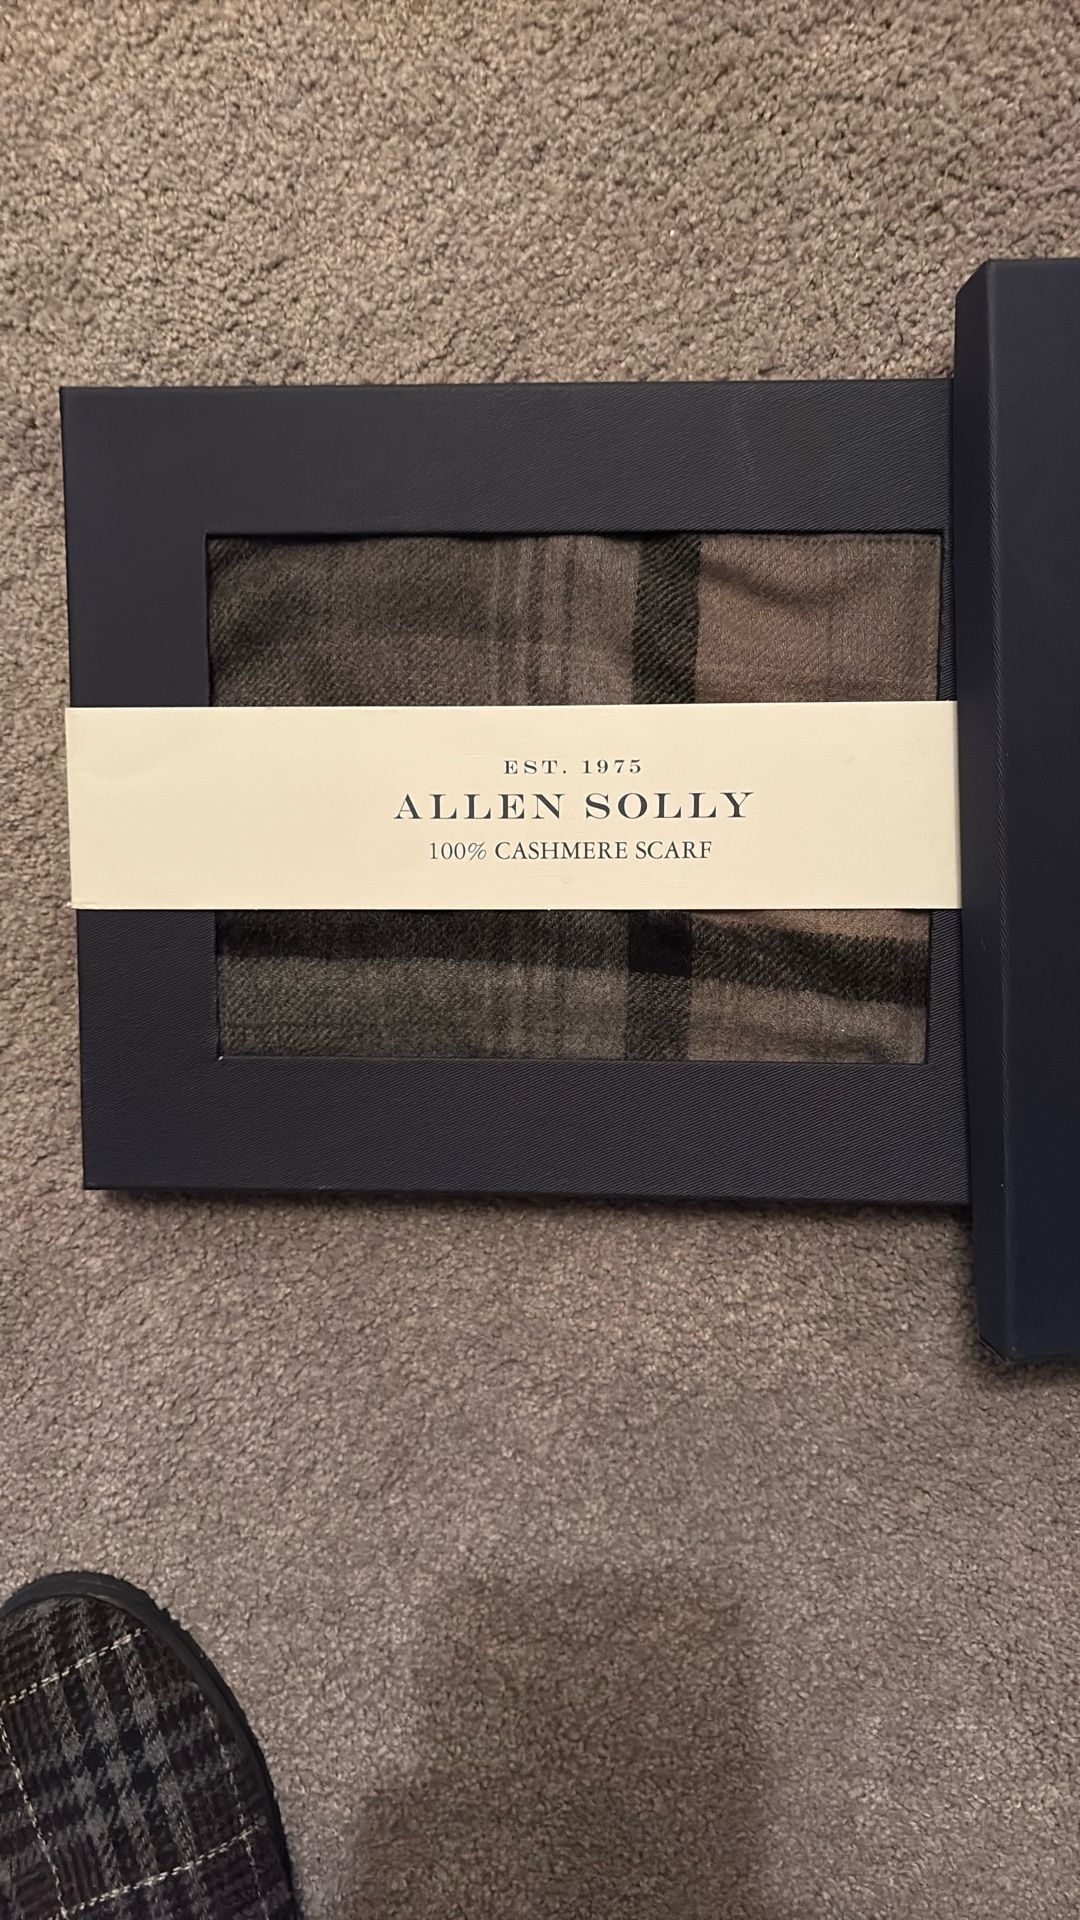 EST. 1975
ALLEN SOLLY
100% CASHMERE SCARF